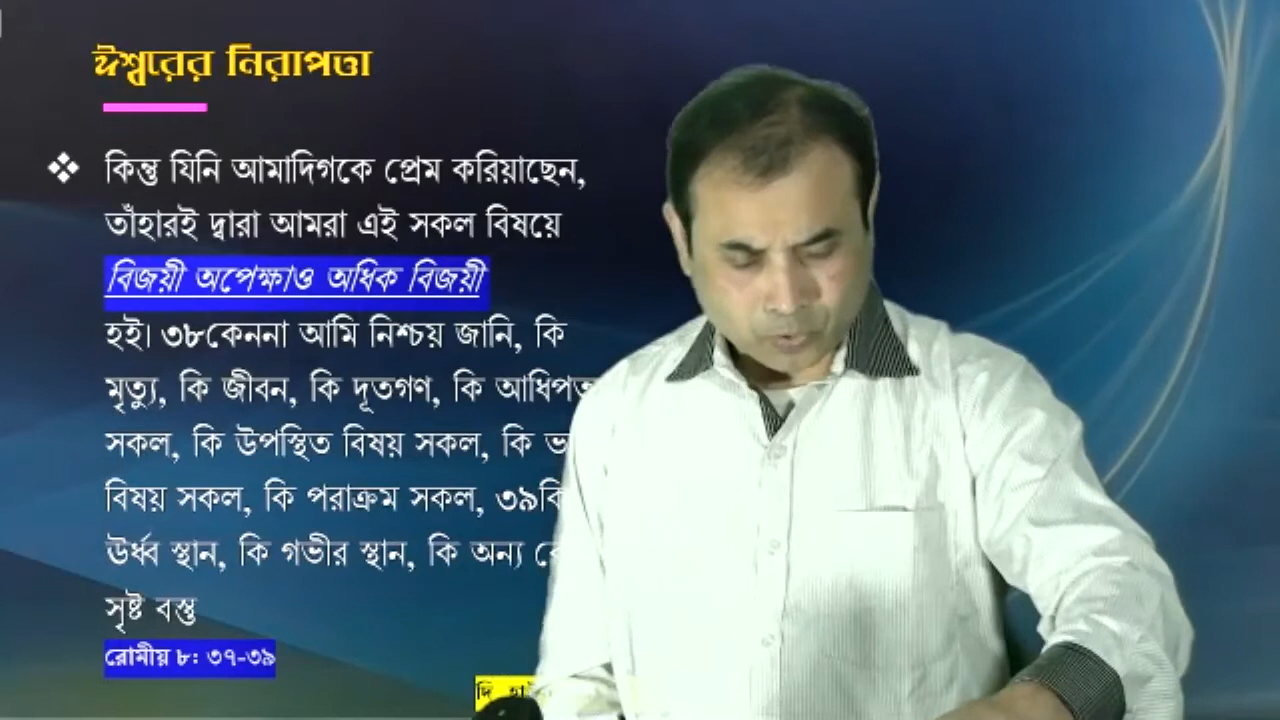 ঈশ্বরের নিরাপত্তা
কিন্তু যিনি আমাদিগকে প্রেম করিয়াছেন,
তাঁহারই দ্বারা আমরা এই সকল বিষয়ে
বিজয়ী অপেক্ষাও অধিক বিজয়ী
হই। ৩৮কেননা আমি নিশ্চয় জানি, কি
মৃত্যু, কি জীবন, কি দূতগণ, কি
সকল, কি উপস্থিত বিষয় সকল, কি
বিষয় সকল, কি পরাক্রম সকল, ৩৯কি
ঊর্ধ্ব স্থান, কি গভীর স্থান, কি অন্য
সৃষ্ট বস্তু
রোমীয় ৮: ৩৭-৩৯
দি